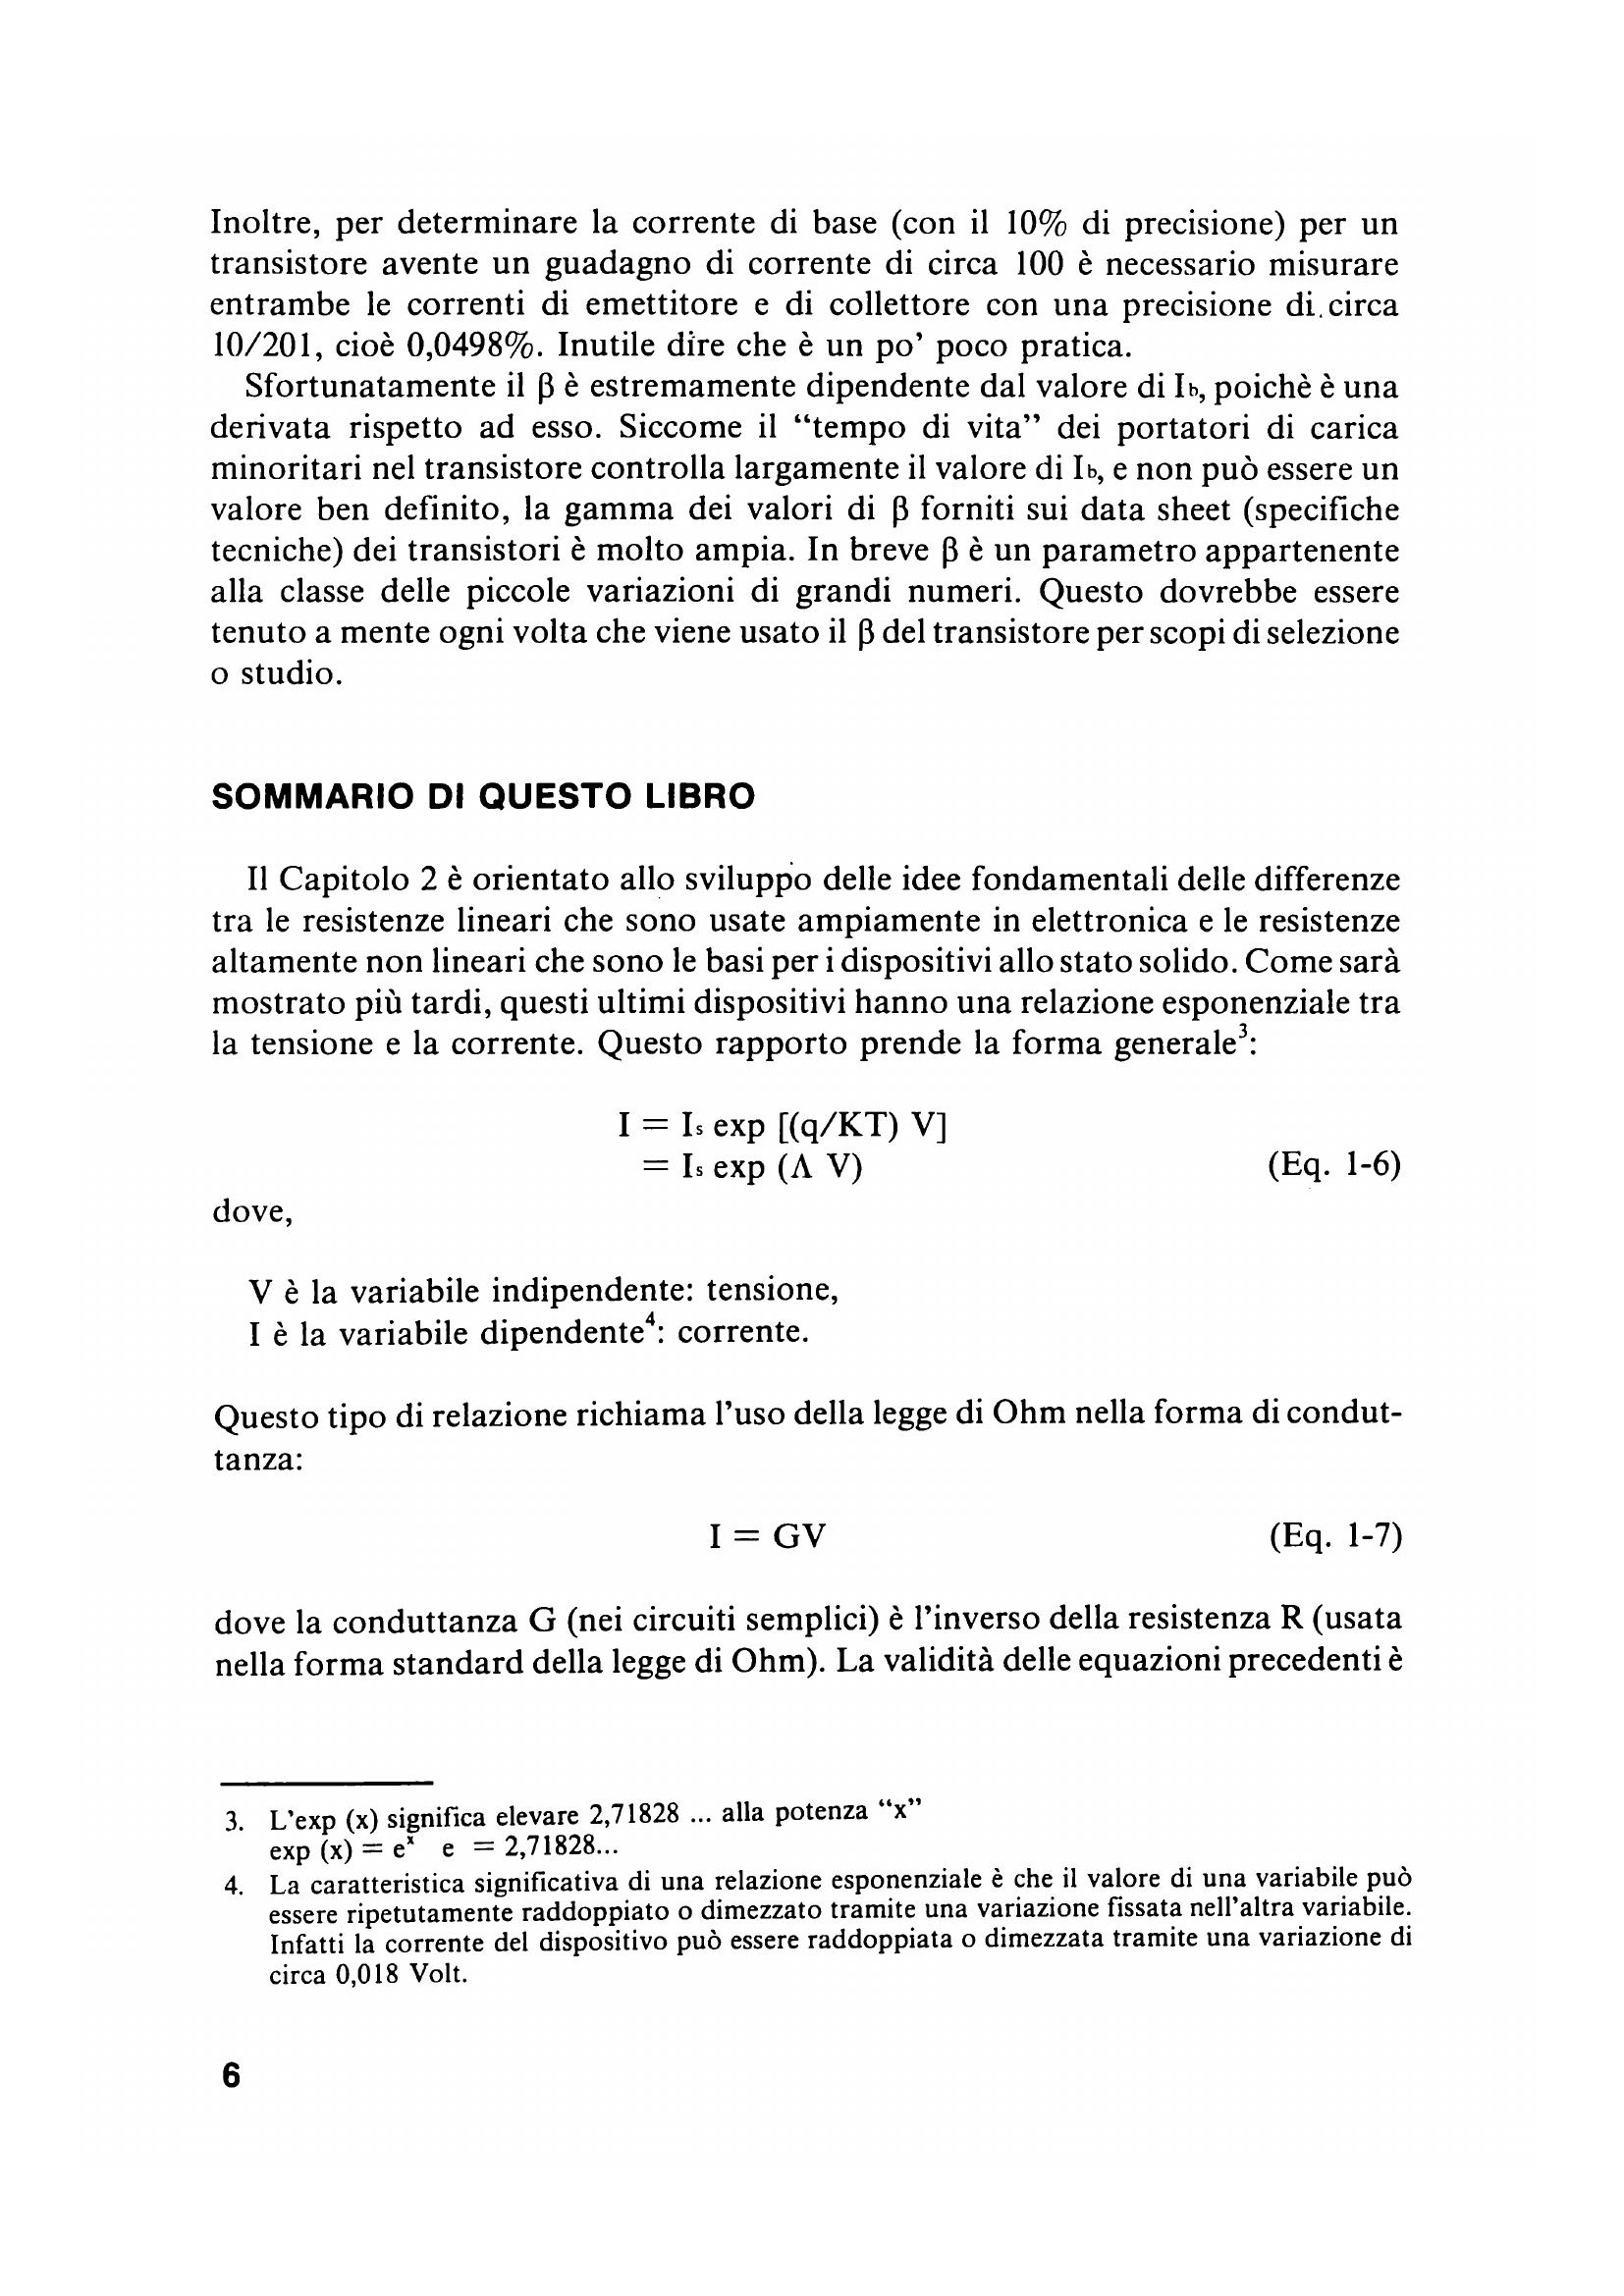 Inoltre, per determinare la corrente di base (con il 10% di precisione) per un
transistore avente un guadagno di corrente di circa 100 è necessario misurare
entrambe le correnti di emettitore e di collettore con una precisione di circa
10/201, cioè 0,0498%. Inutile dire che è un po' poco pratica.
Sfortunatamente il β è estremamente dipendente dal valore di Ib, poichè è una
derivata rispetto ad esso. Siccome il “tempo di vita” dei portatori di carica
minoritari nel transistore controlla largamente il valore di Ib, e non può essere un
valore ben definito, la gamma dei valori di β forniti sui data sheet (specifiche
tecniche) dei transistori è molto ampia. In breve β è un parametro appartenente
alla classe delle piccole variazioni di grandi numeri. Questo dovrebbe essere
tenuto a mente ogni volta che viene usato il β del transistore per scopi di selezione
o studio.
SOMMARIO DI QUESTO LIBRO
Il Capitolo 2 è orientato allo sviluppo delle idee fondamentali delle differenze
tra le resistenze lineari che sono usate ampiamente in elettronica e le resistenze
altamente non lineari che sono le basi per i dispositivi allo stato solido. Come sarà
mostrato più tardi, questi ultimi dispositivi hanno una relazione esponenziale tra
la tensione e la corrente. Questo rapporto prende la forma generale³:
I = Is exp [(q/KT) V]
= Is exp (Λ V) (Eq. 1-6)
dove,
V è la variabile indipendente: tensione,
I è la variabile dipendente⁴: corrente.
Questo tipo di relazione richiama l'uso della legge di Ohm nella forma di condut-
tanza:
I = GV (Eq. 1-7)
dove la conduttanza G (nei circuiti semplici) è l'inverso della resistenza R (usata
nella forma standard della legge di Ohm). La validità delle equazioni precedenti è
3. L'exp (x) significa elevare 2,71828 ... alla potenza “x”
exp (x) = eˣ e = 2,71828...
4. La caratteristica significativa di una relazione esponenziale è che il valore di una variabile può
essere ripetutamente raddoppiato o dimezzato tramite una variazione fissata nell'altra variabile.
Infatti la corrente del dispositivo può essere raddoppiata o dimezzata tramite una variazione di
circa 0,018 Volt.
6